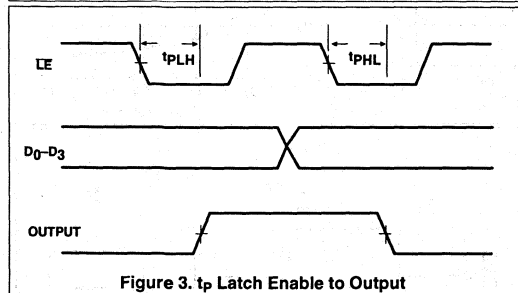 LE
tPLH
tPHL
D0–D3
OUTPUT
Figure 3. tP Latch Enable to Output